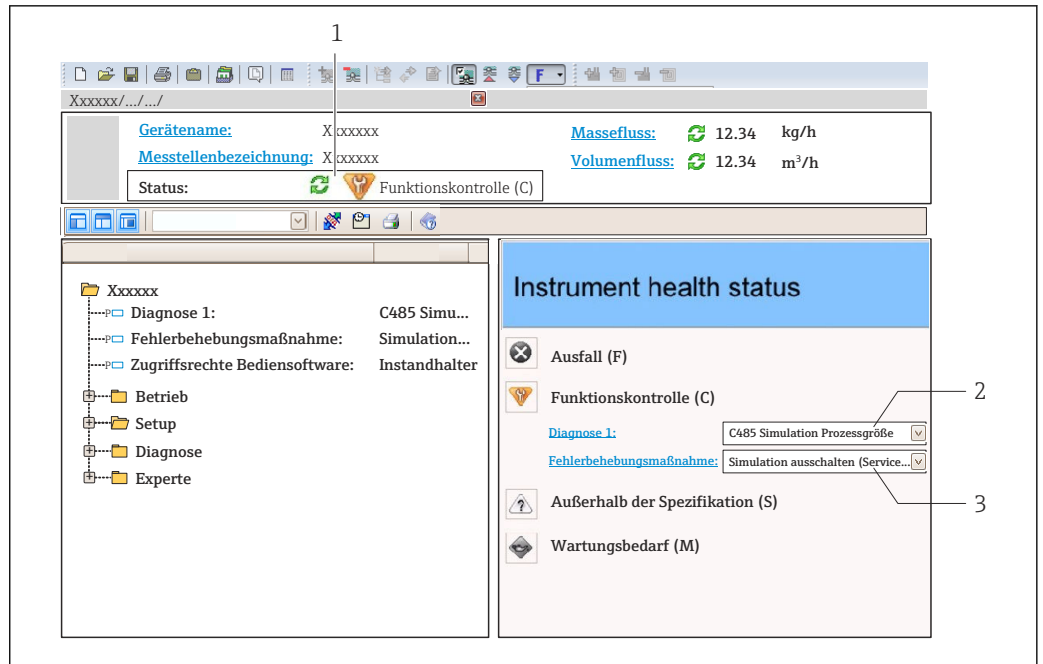 1
F
Xxxxxx/.../.../
Gerätename: Xxxxxxx
Massefluss: 12.34 kg/h
Messstellenbezeichnung: Xxxxxxx
Volumenfluss: 12.34 m³/h
Status: Funktionskontrolle (C)
Xxxxxx
P Diagnose 1: C485 Simu...
P Fehlerbehebungsmaßnahme: Simulation...
P Zugriffsrechte Bediensoftware: Instandhalter
Betrieb
Setup
Diagnose
Experte
Instrument health status
Ausfall (F)
Funktionskontrolle (C)
Diagnose 1: C485 Simulation Prozessgröße
2
Fehlerbehebungsmaßnahme: Simulation ausschalten (Service...
3
Außerhalb der Spezifikation (S)
Wartungsbedarf (M)